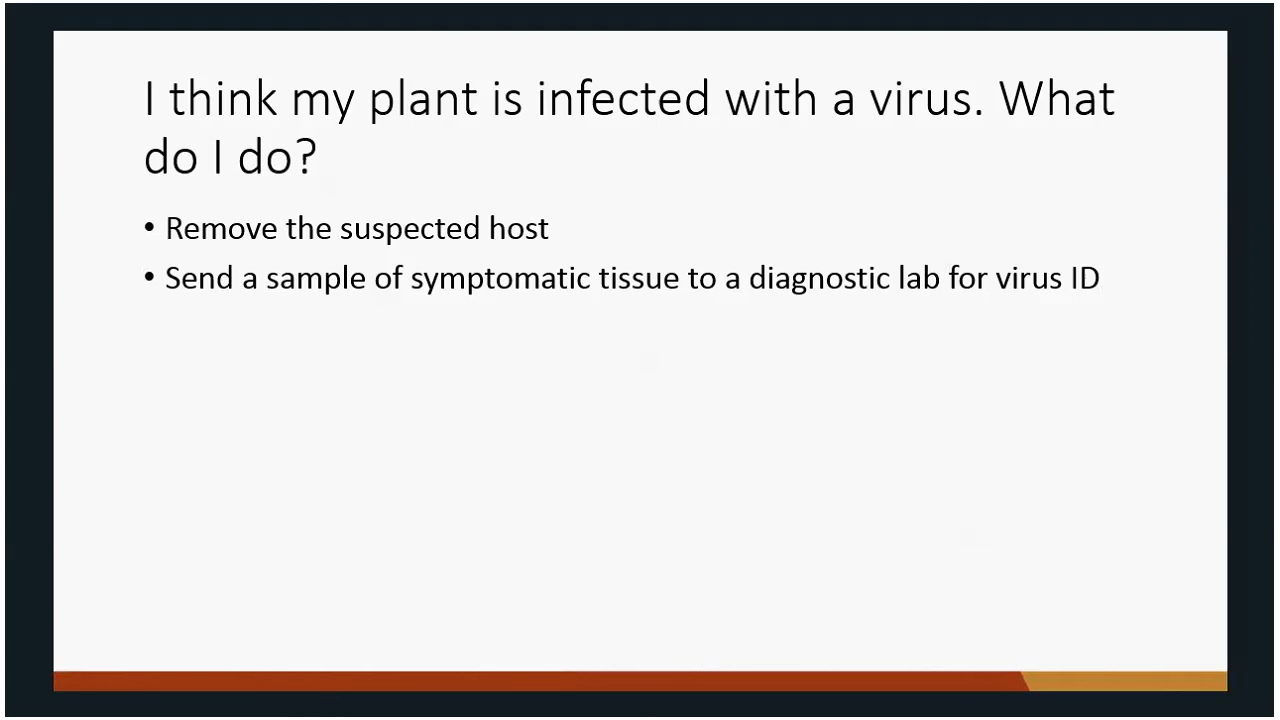 I think my plant is infected with a virus. What
do I do?
• Remove the suspected host
• Send a sample of symptomatic tissue to a diagnostic lab for virus ID